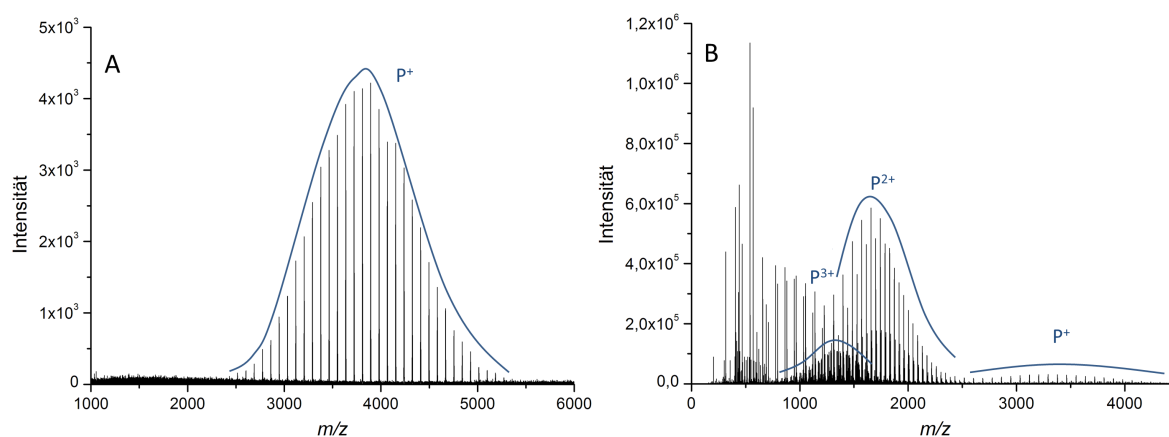 A
P⁺
Intensität
5x10³
4x10³
3x10³
2x10³
1x10³
0
1000 2000 3000 4000 5000 6000
m/z
B
P³⁺
P²⁺
P⁺
Intensität
1,2x10⁶
1,0x10⁶
8,0x10⁵
6,0x10⁵
4,0x10⁵
2,0x10⁵
0,0
0 1000 2000 3000 4000
m/z